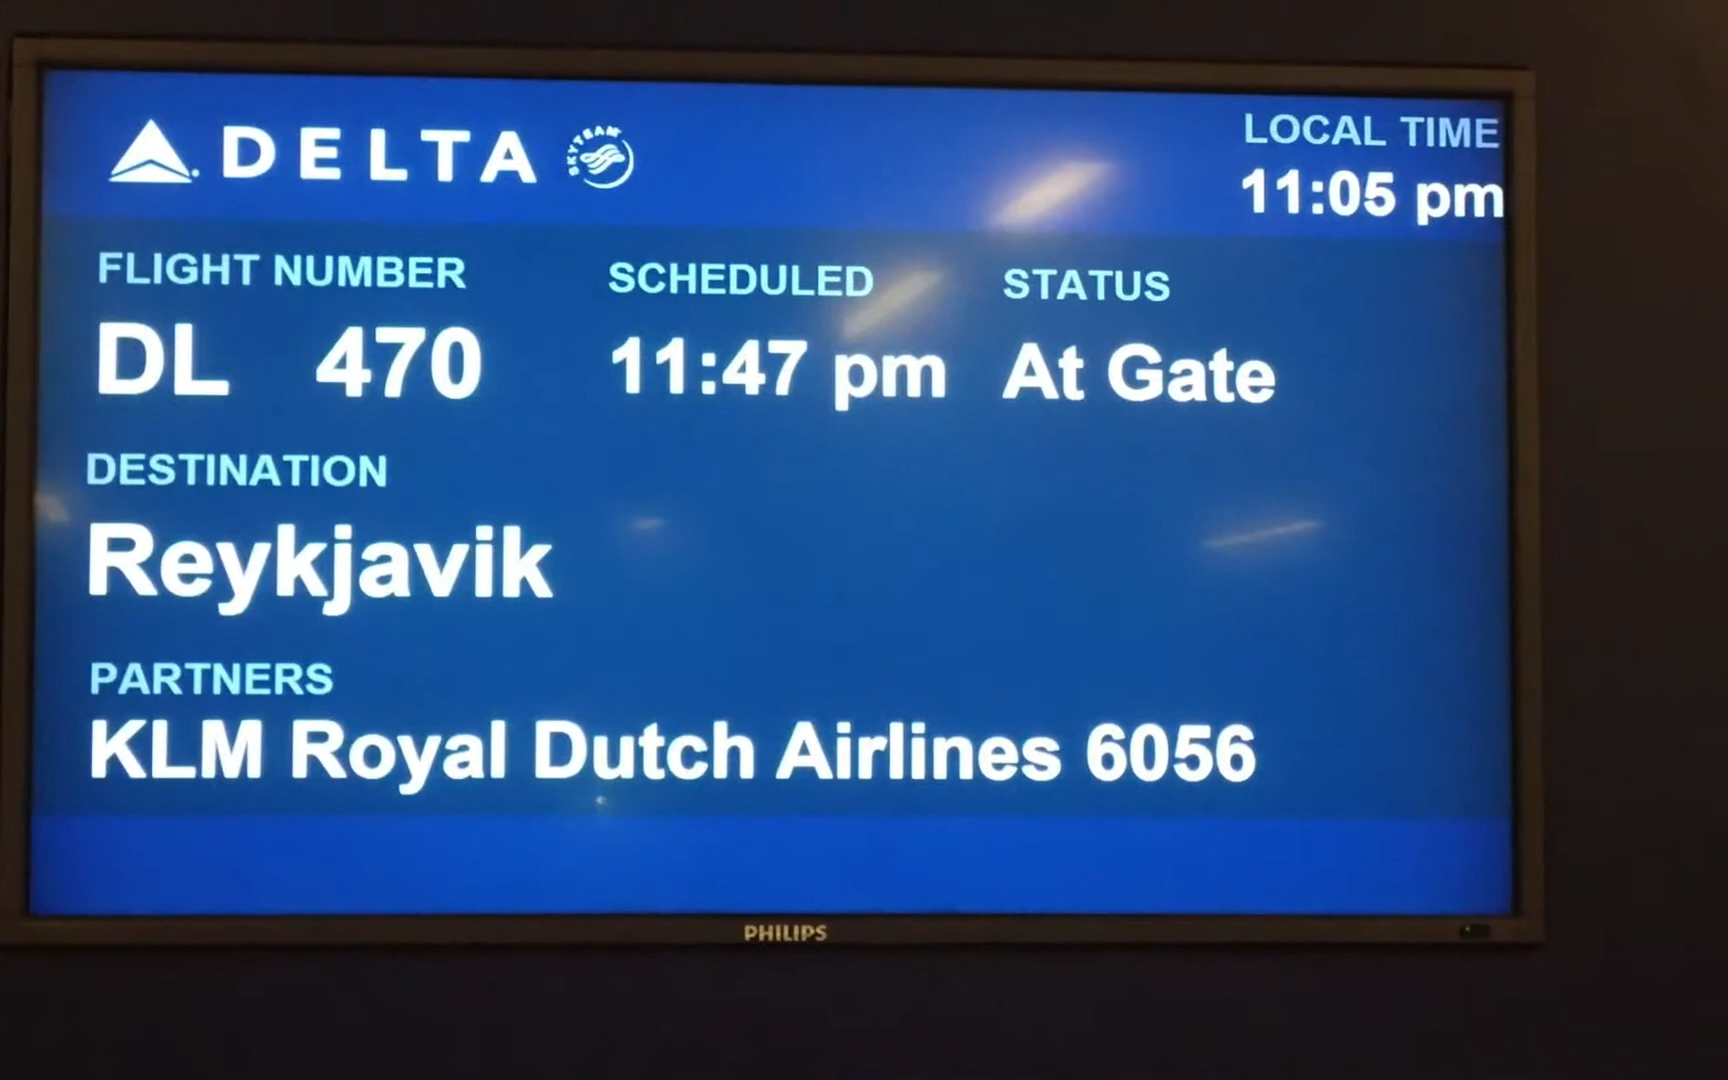 DELTA SKYTEAM
LOCAL TIME
11:05 pm
FLIGHT NUMBER SCHEDULED STATUS
DL 470 11:47 pm At Gate
DESTINATION
Reykjavik
PARTNERS
KLM Royal Dutch Airlines 6056
PHILIPS